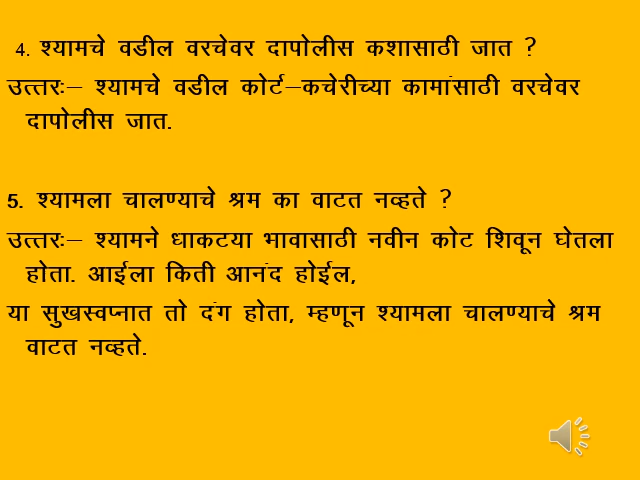 4. श्यामचे वडील वरचेवर दापोलीस कशासाठी जात ?
उत्तरः– श्यामचे वडील कोर्ट–कचेरीच्या कामांसाठी वरचेवर
दापोलीस जात.
5. श्यामला चालण्याचे श्रम का वाटत नव्हते ?
उत्तरः– श्यामने धाकटया भावासाठी नवीन कोट शिवून घेतला
होता. आईला किती आनंद होईल,
या सुखस्वप्नात तो दंग होता, म्हणून श्यामला चालण्याचे श्रम
वाटत नव्हते.